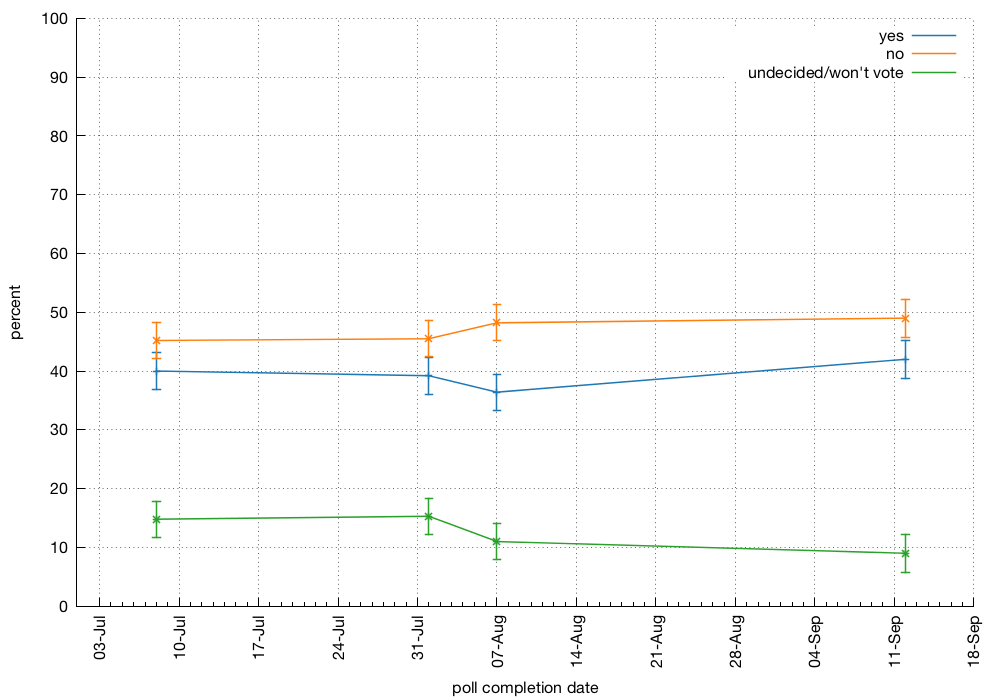 yes
no
undecided/won't vote
100
90
80
70
60
50
40
30
20
10
0
percent
03-Jul
10-Jul
17-Jul
24-Jul
31-Jul
07-Aug
14-Aug
21-Aug
28-Aug
04-Sep
11-Sep
18-Sep
poll completion date